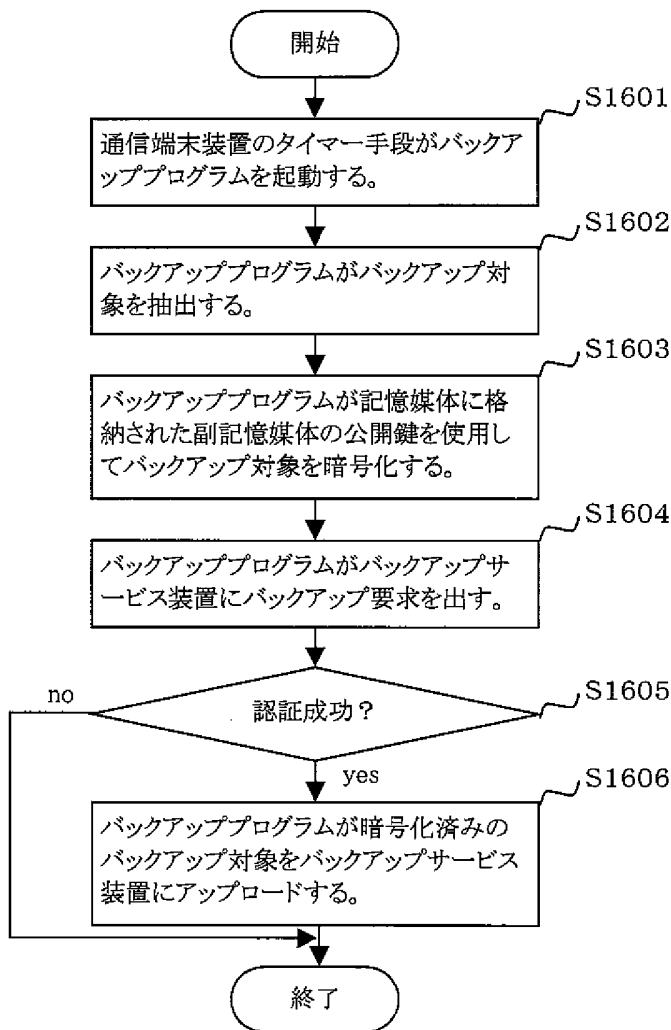 開始
S1601
通信端末装置のタイマー手段がバックア
ッププログラムを起動する。
S1602
バックアッププログラムがバックアップ対
象を抽出する。
S1603
バックアッププログラムが記憶媒体に格
納された副記憶媒体の公開鍵を使用し
てバックアップ対象を暗号化する。
S1604
バックアッププログラムがバックアップサ
ービス装置にバックアップ要求を出す。
S1605
認証成功？
no
yes
S1606
バックアッププログラムが暗号化済みの
バックアップ対象をバックアップサービス
装置にアップロードする。
終了